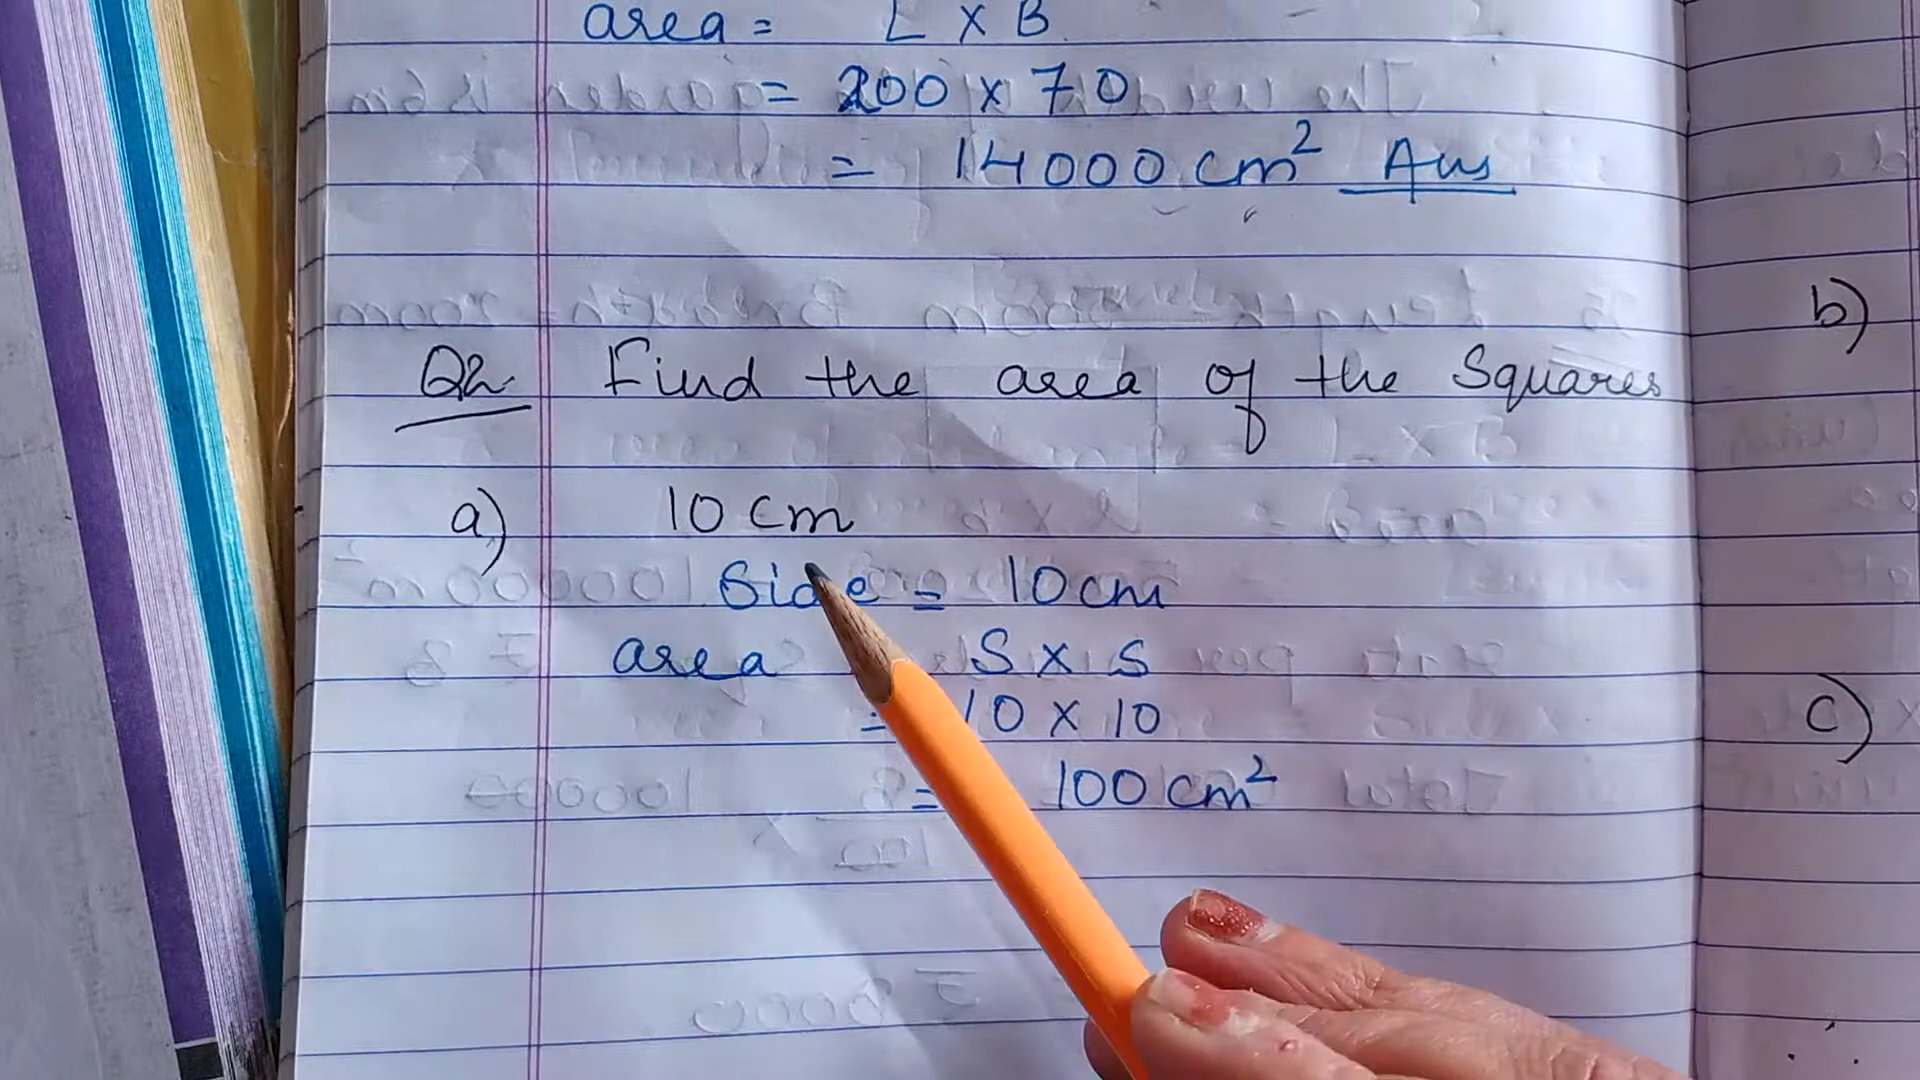 area = L X B
= 200 x 70
= 14000 cm² Ans
Q2. Find the area of the Squares
a) 10 cm
Side = 10 cm
area S X S
= 10 X 10
= 100 cm²
b)
c)